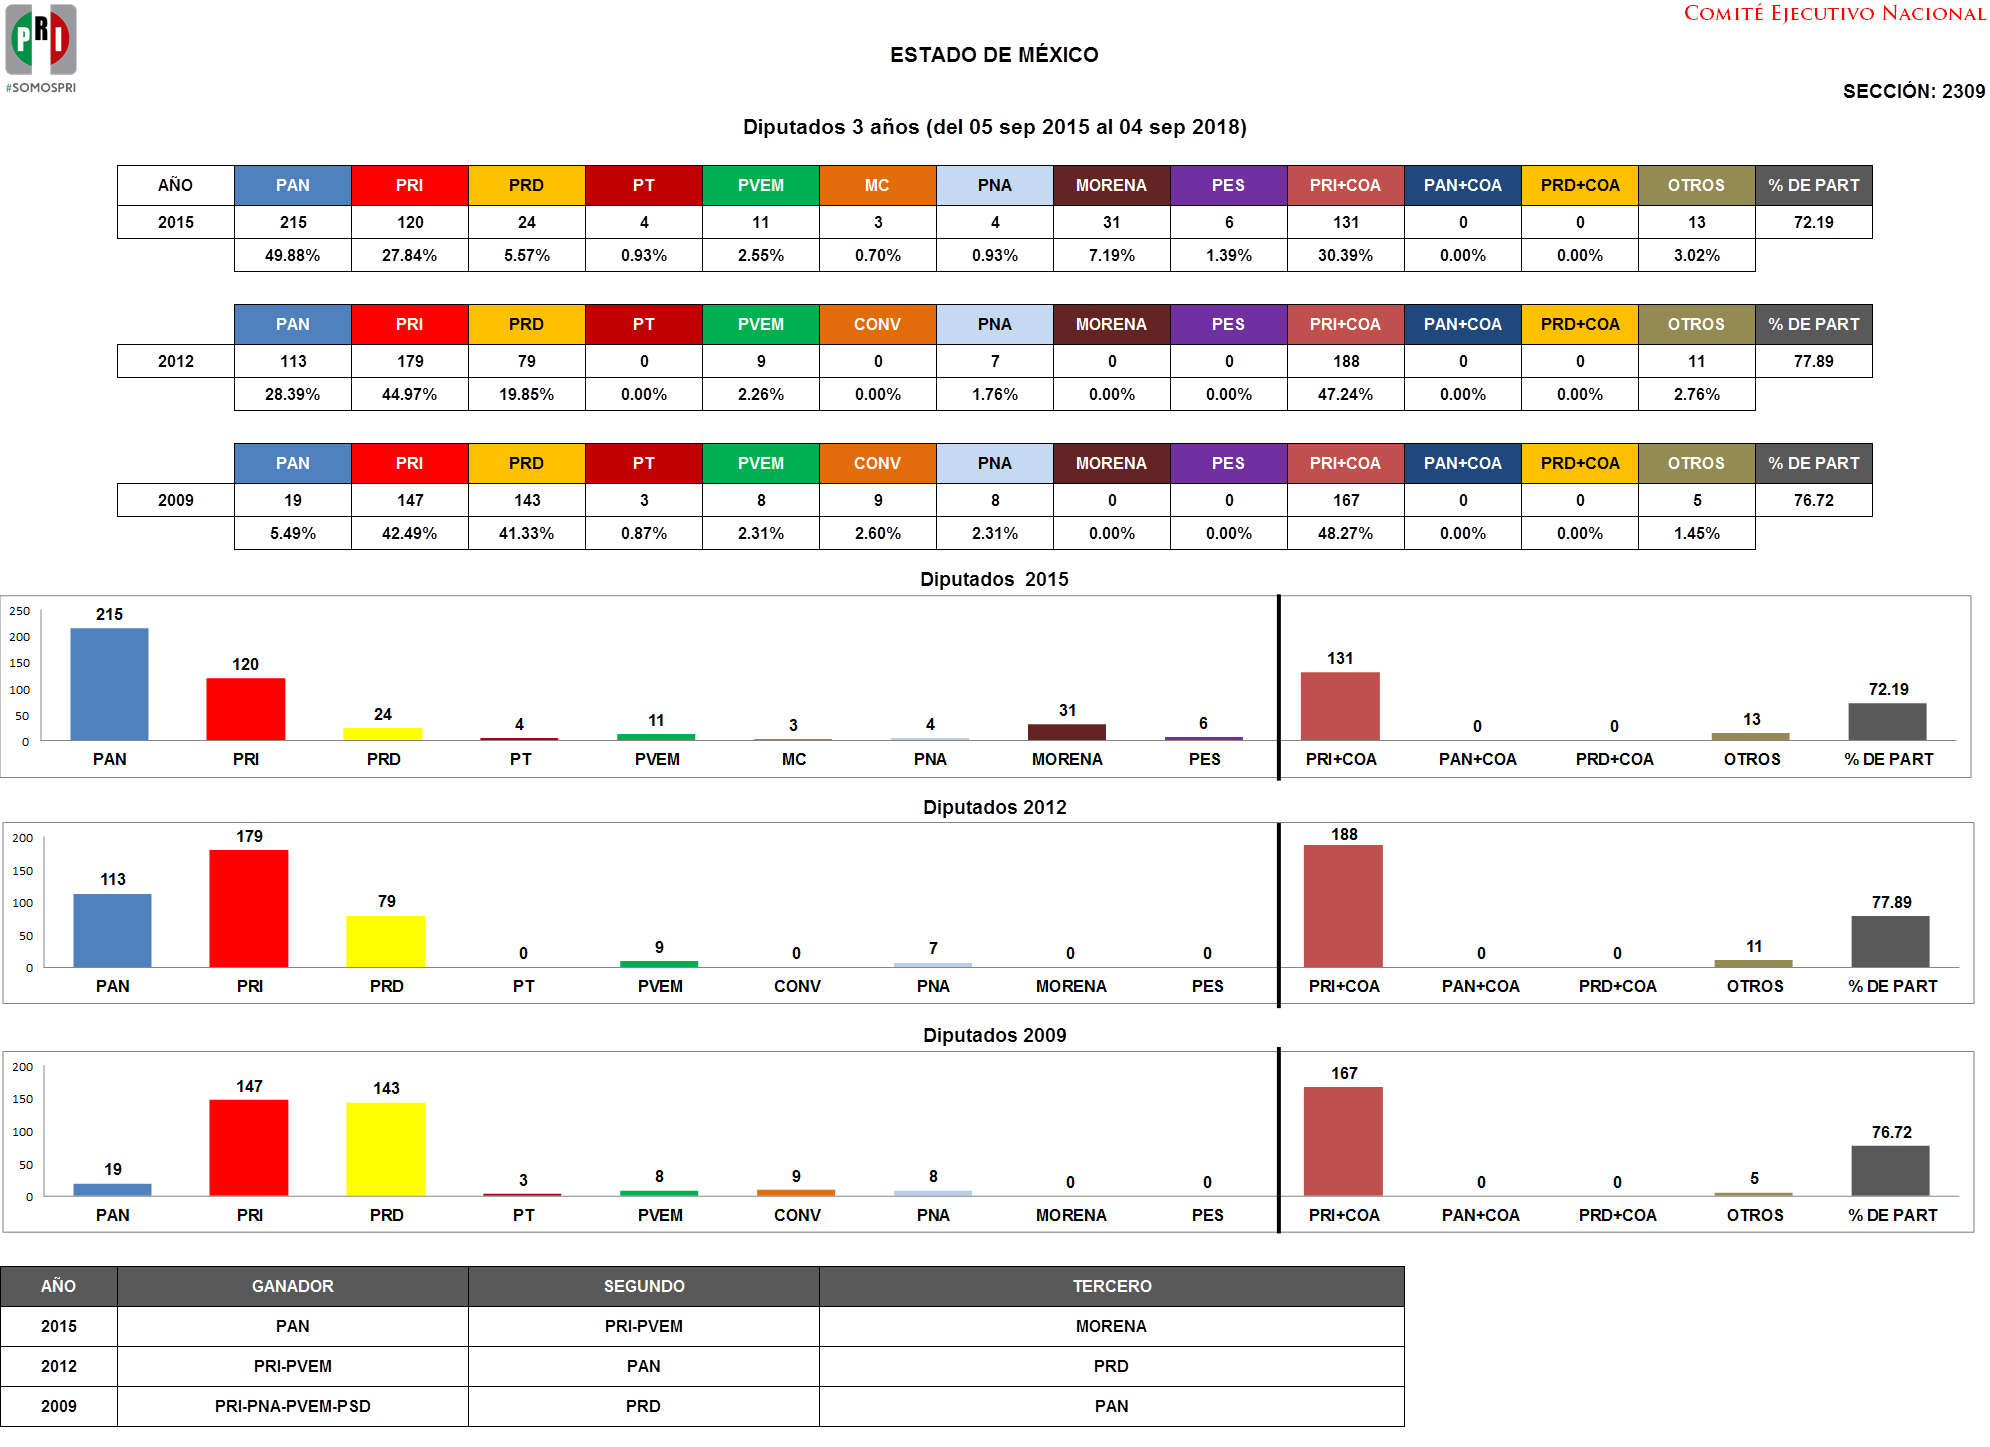 PRI
#SOMOSPRI
COMITÉ EJECUTIVO NACIONAL
ESTADO DE MÉXICO
SECCIÓN: 2309
Diputados 3 años (del 05 sep 2015 al 04 sep 2018)
AÑO PAN PRI PRD PT PVEM MC PNA MORENA PES PRI+COA PAN+COA PRD+COA OTROS % DE PART
2015 215 120 24 4 11 3 4 31 6 131 0 0 13 72.19
49.88% 27.84% 5.57% 0.93% 2.55% 0.70% 0.93% 7.19% 1.39% 30.39% 0.00% 0.00% 3.02%
PAN PRI PRD PT PVEM CONV PNA MORENA PES PRI+COA PAN+COA PRD+COA OTROS % DE PART
2012 113 179 79 0 9 0 7 0 0 188 0 0 11 77.89
28.39% 44.97% 19.85% 0.00% 2.26% 0.00% 1.76% 0.00% 0.00% 47.24% 0.00% 0.00% 2.76%
PAN PRI PRD PT PVEM CONV PNA MORENA PES PRI+COA PAN+COA PRD+COA OTROS % DE PART
2009 19 147 143 3 8 9 8 0 0 167 0 0 5 76.72
5.49% 42.49% 41.33% 0.87% 2.31% 2.60% 2.31% 0.00% 0.00% 48.27% 0.00% 0.00% 1.45%
Diputados 2015
250
200
150
100
50
0
215 120 24 4 11 3 4 31 6 131 0 0 13 72.19
PAN PRI PRD PT PVEM MC PNA MORENA PES PRI+COA PAN+COA PRD+COA OTROS % DE PART
Diputados 2012
200
150
100
50
0
113 179 79 0 9 0 7 0 0 188 0 0 11 77.89
PAN PRI PRD PT PVEM CONV PNA MORENA PES PRI+COA PAN+COA PRD+COA OTROS % DE PART
Diputados 2009
200
150
100
50
0
19 147 143 3 8 9 8 0 0 167 0 0 5 76.72
PAN PRI PRD PT PVEM CONV PNA MORENA PES PRI+COA PAN+COA PRD+COA OTROS % DE PART
AÑO GANADOR SEGUNDO TERCERO
2015 PAN PRI-PVEM MORENA
2012 PRI-PVEM PAN PRD
2009 PRI-PNA-PVEM-PSD PRD PAN